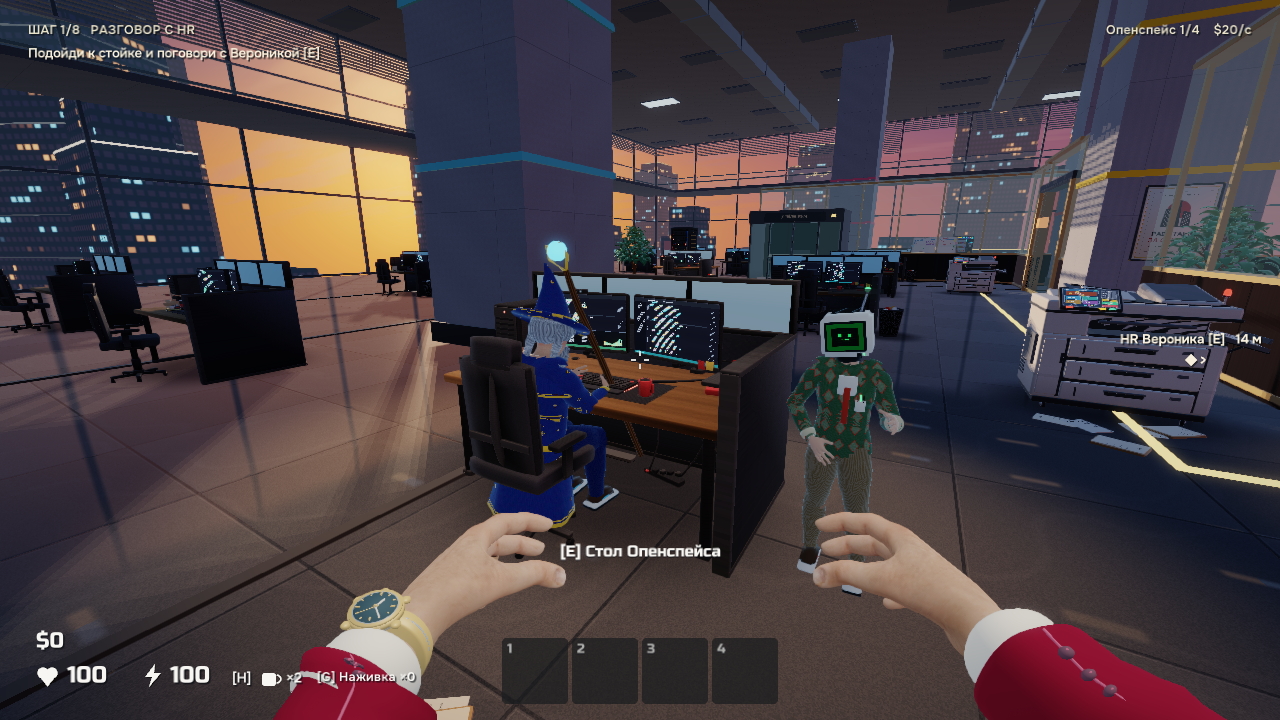 ШАГ 1/8 РАЗГОВОР С HR
Подойди к стойке и поговори с Вероникой [E]
Опенспейс 1/4 $20/с
HR Вероника [E] 14 м
[E] Стол Опенспейса
$0
100 100 [H] ×2 [G] Наживка ×0
1 2 3 4